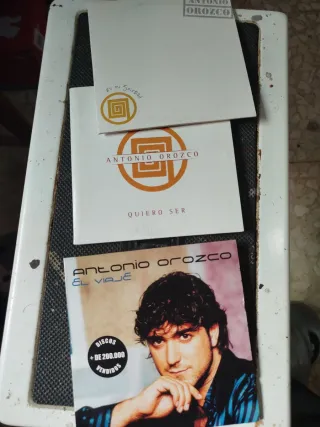 ANTONIO
OROZCO
ANTONIO OROZCO
QUIERO SER
antonio orozco
EL VIAJE
DISCOS
+ DE 200.000
VENDIDOS